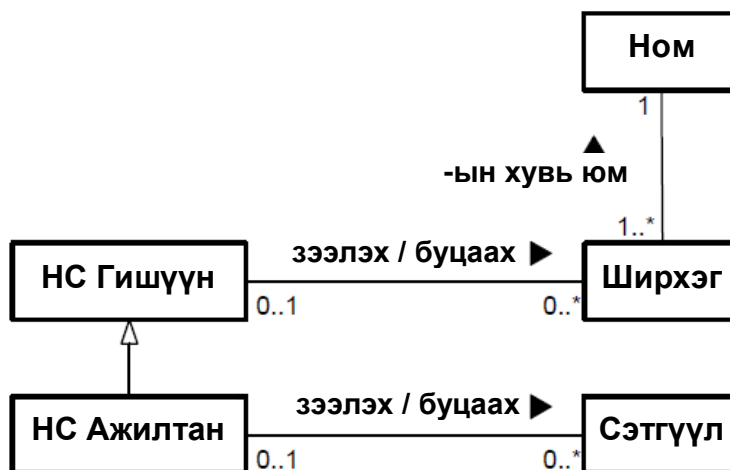 Ном
1
-ын хувь юм
1..*
НС Гишүүн
зээлэх / буцаах
Ширхэг
0..1
0..*
НС Ажилтан
зээлэх / буцаах
Сэтгүүл
0..1
0..*